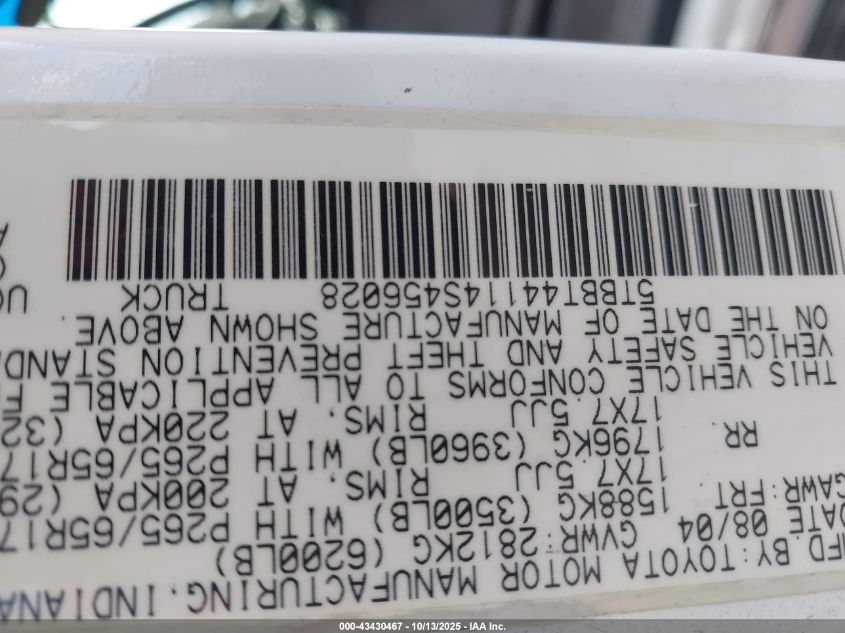 MFD.BY:TOYOTA MOTOR MANUFACTURING.INDIANA
DATE 08/04 GVWR:2812KG (6200LB)
GAWR:FRT. 1588KG (3500LB) WITH P265/65R17
17X7.5JJ RIMS, AT 200KPA (29
RR. 1796KG (3960LB) WITH P265/65R17
17X7.5JJ RIMS, AT 220KPA (32
THIS VEHICLE CONFORMS TO ALL APPLICABLE
VEHICLE SAFETY AND THEFT PREVENTION
ON THE DATE OF MANUFACTURE SHOWN ABOVE.
5TBBT44114S456028 TRUCK
000-43430467 - 10/13/2025 - IAA Inc.